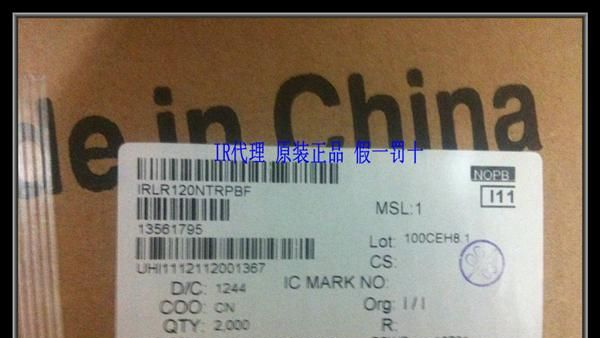 de in China
IR代理 原装正品 假一罚十
NOPB
I11
IRLR120NTRPBF
MSL:1
13561795
Lot: 100CEH8.1
CS:
UHI1112112001367
D/C: 1244
IC MARK NO:
COO: CN
Org: I / I
QTY: 2,000
R: